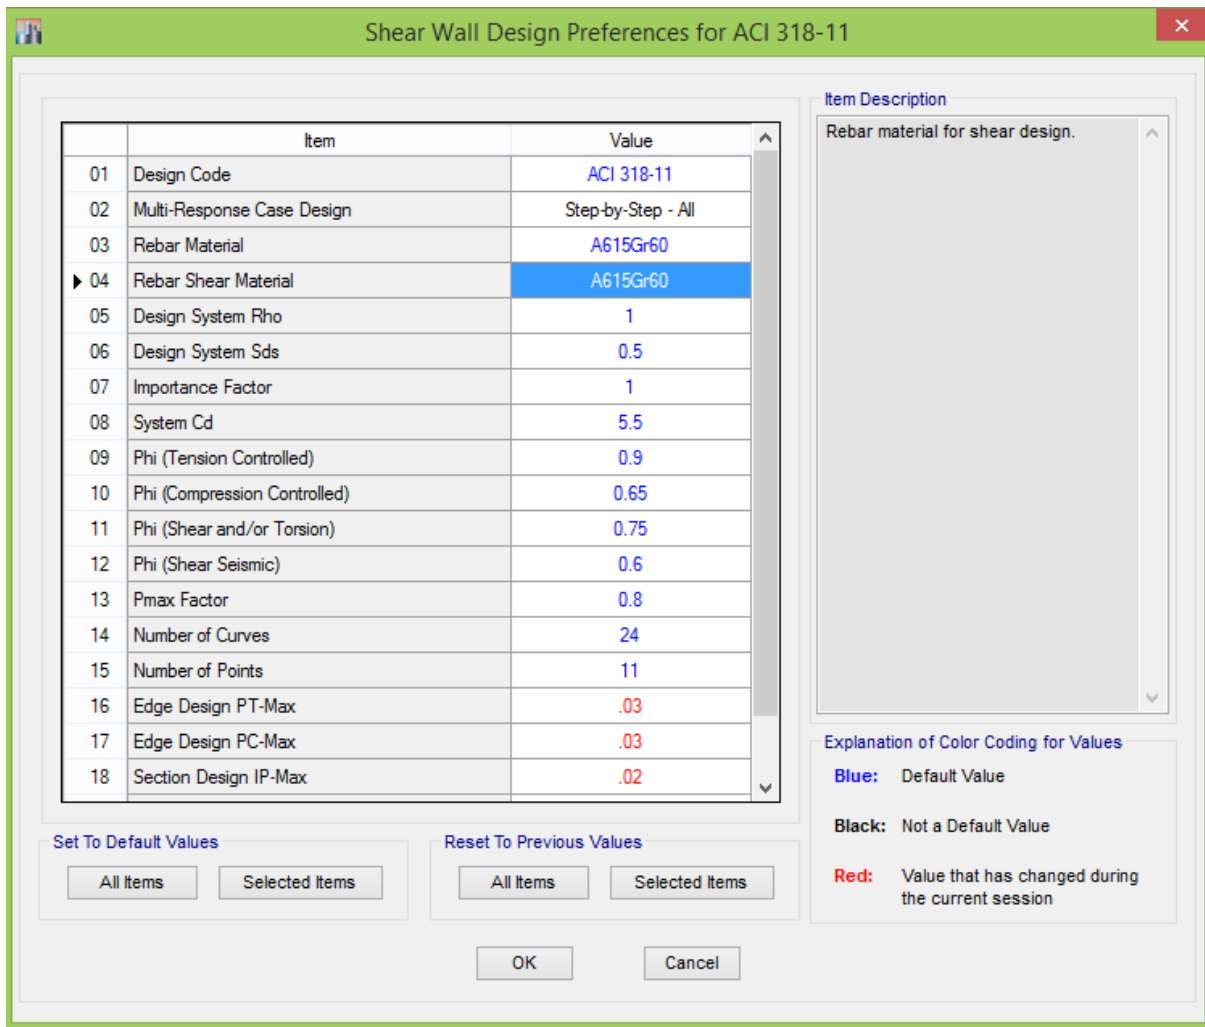 Shear Wall Design Preferences for ACI 318-11
Item Value
01 Design Code ACI 318-11
02 Multi-Response Case Design Step-by-Step - All
03 Rebar Material A615Gr60
04 Rebar Shear Material A615Gr60
05 Design System Rho 1
06 Design System Sds 0.5
07 Importance Factor 1
08 System Cd 5.5
09 Phi (Tension Controlled) 0.9
10 Phi (Compression Controlled) 0.65
11 Phi (Shear and/or Torsion) 0.75
12 Phi (Shear Seismic) 0.6
13 Pmax Factor 0.8
14 Number of Curves 24
15 Number of Points 11
16 Edge Design PT-Max .03
17 Edge Design PC-Max .03
18 Section Design IP-Max .02
Item Description
Rebar material for shear design.
Explanation of Color Coding for Values
Blue: Default Value
Black: Not a Default Value
Red: Value that has changed during
the current session
Set To Default Values
All Items Selected Items
Reset To Previous Values
All Items Selected Items
OK Cancel